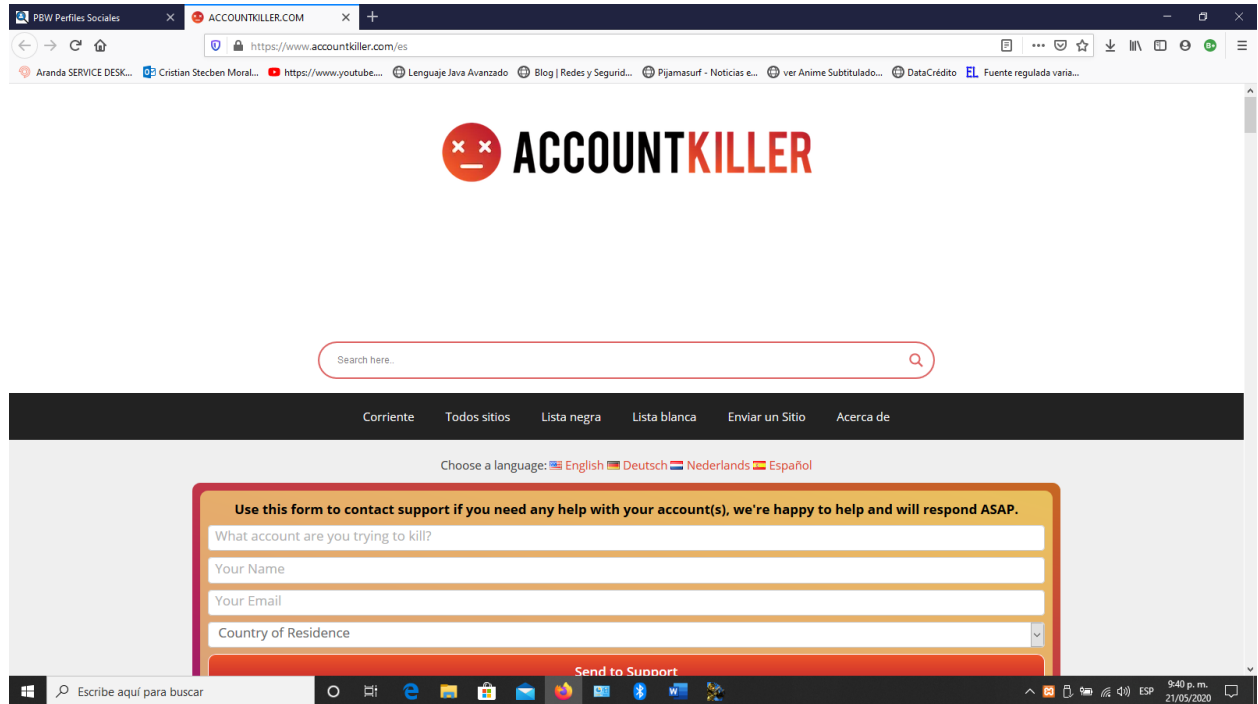 PBW Perfiles Sociales
ACCOUNTKILLER.COM
https://www.accountkiller.com/es
Aranda SERVICE DESK... Cristian Stecben Moral... https://www.youtube.... Lenguaje Java Avanzado Blog | Redes y Segurid... Pijamasurf - Noticias e... ver Anime Subtitulado... DataCrédito EL Fuente regulada varia...
ACCOUNTKILLER
Search here..
Corriente Todos sitios Lista negra Lista blanca Enviar un Sitio Acerca de
Choose a language: English Deutsch Nederlands Español
Use this form to contact support if you need any help with your account(s), we're happy to help and will respond ASAP.
What account are you trying to kill?
Your Name
Your Email
Country of Residence
Send to Support
Escribe aquí para buscar
ESP
9:40 p. m.
21/05/2020